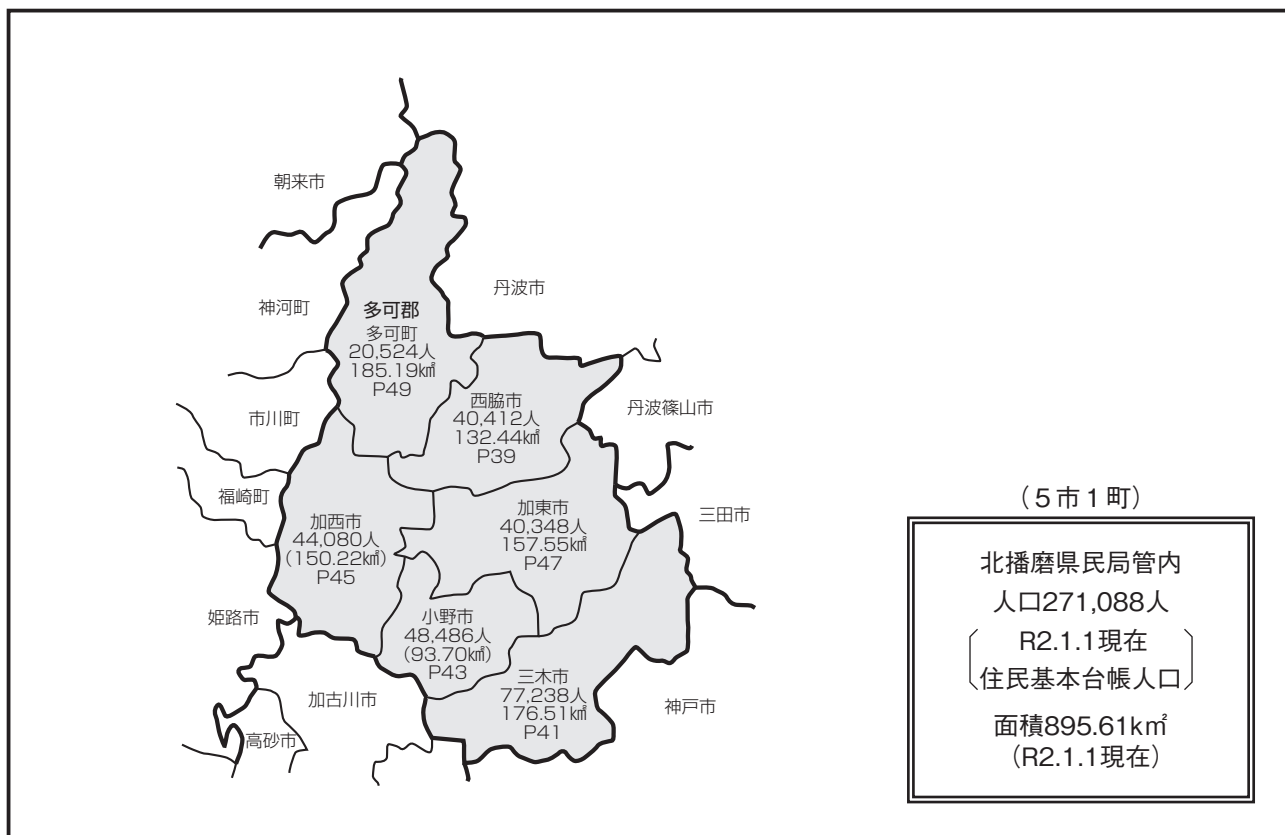 朝来市
神河町
丹波市
多可郡
多可町
20,524人
185.19k㎡
P49
市川町
西脇市
40,412人
132.44k㎡
P39
丹波篠山市
福崎町
加西市
44,080人
(150.22k㎡)
P45
加東市
40,348人
157.55k㎡
P47
三田市
姫路市
小野市
48,486人
(93.70k㎡)
P43
三木市
77,238人
176.51k㎡
P41
加古川市
高砂市
神戸市
（5市1町）
北播磨県民局管内
人口271,088人
R2.1.1現在
住民基本台帳人口
面積895.61k㎡
（R2.1.1現在）